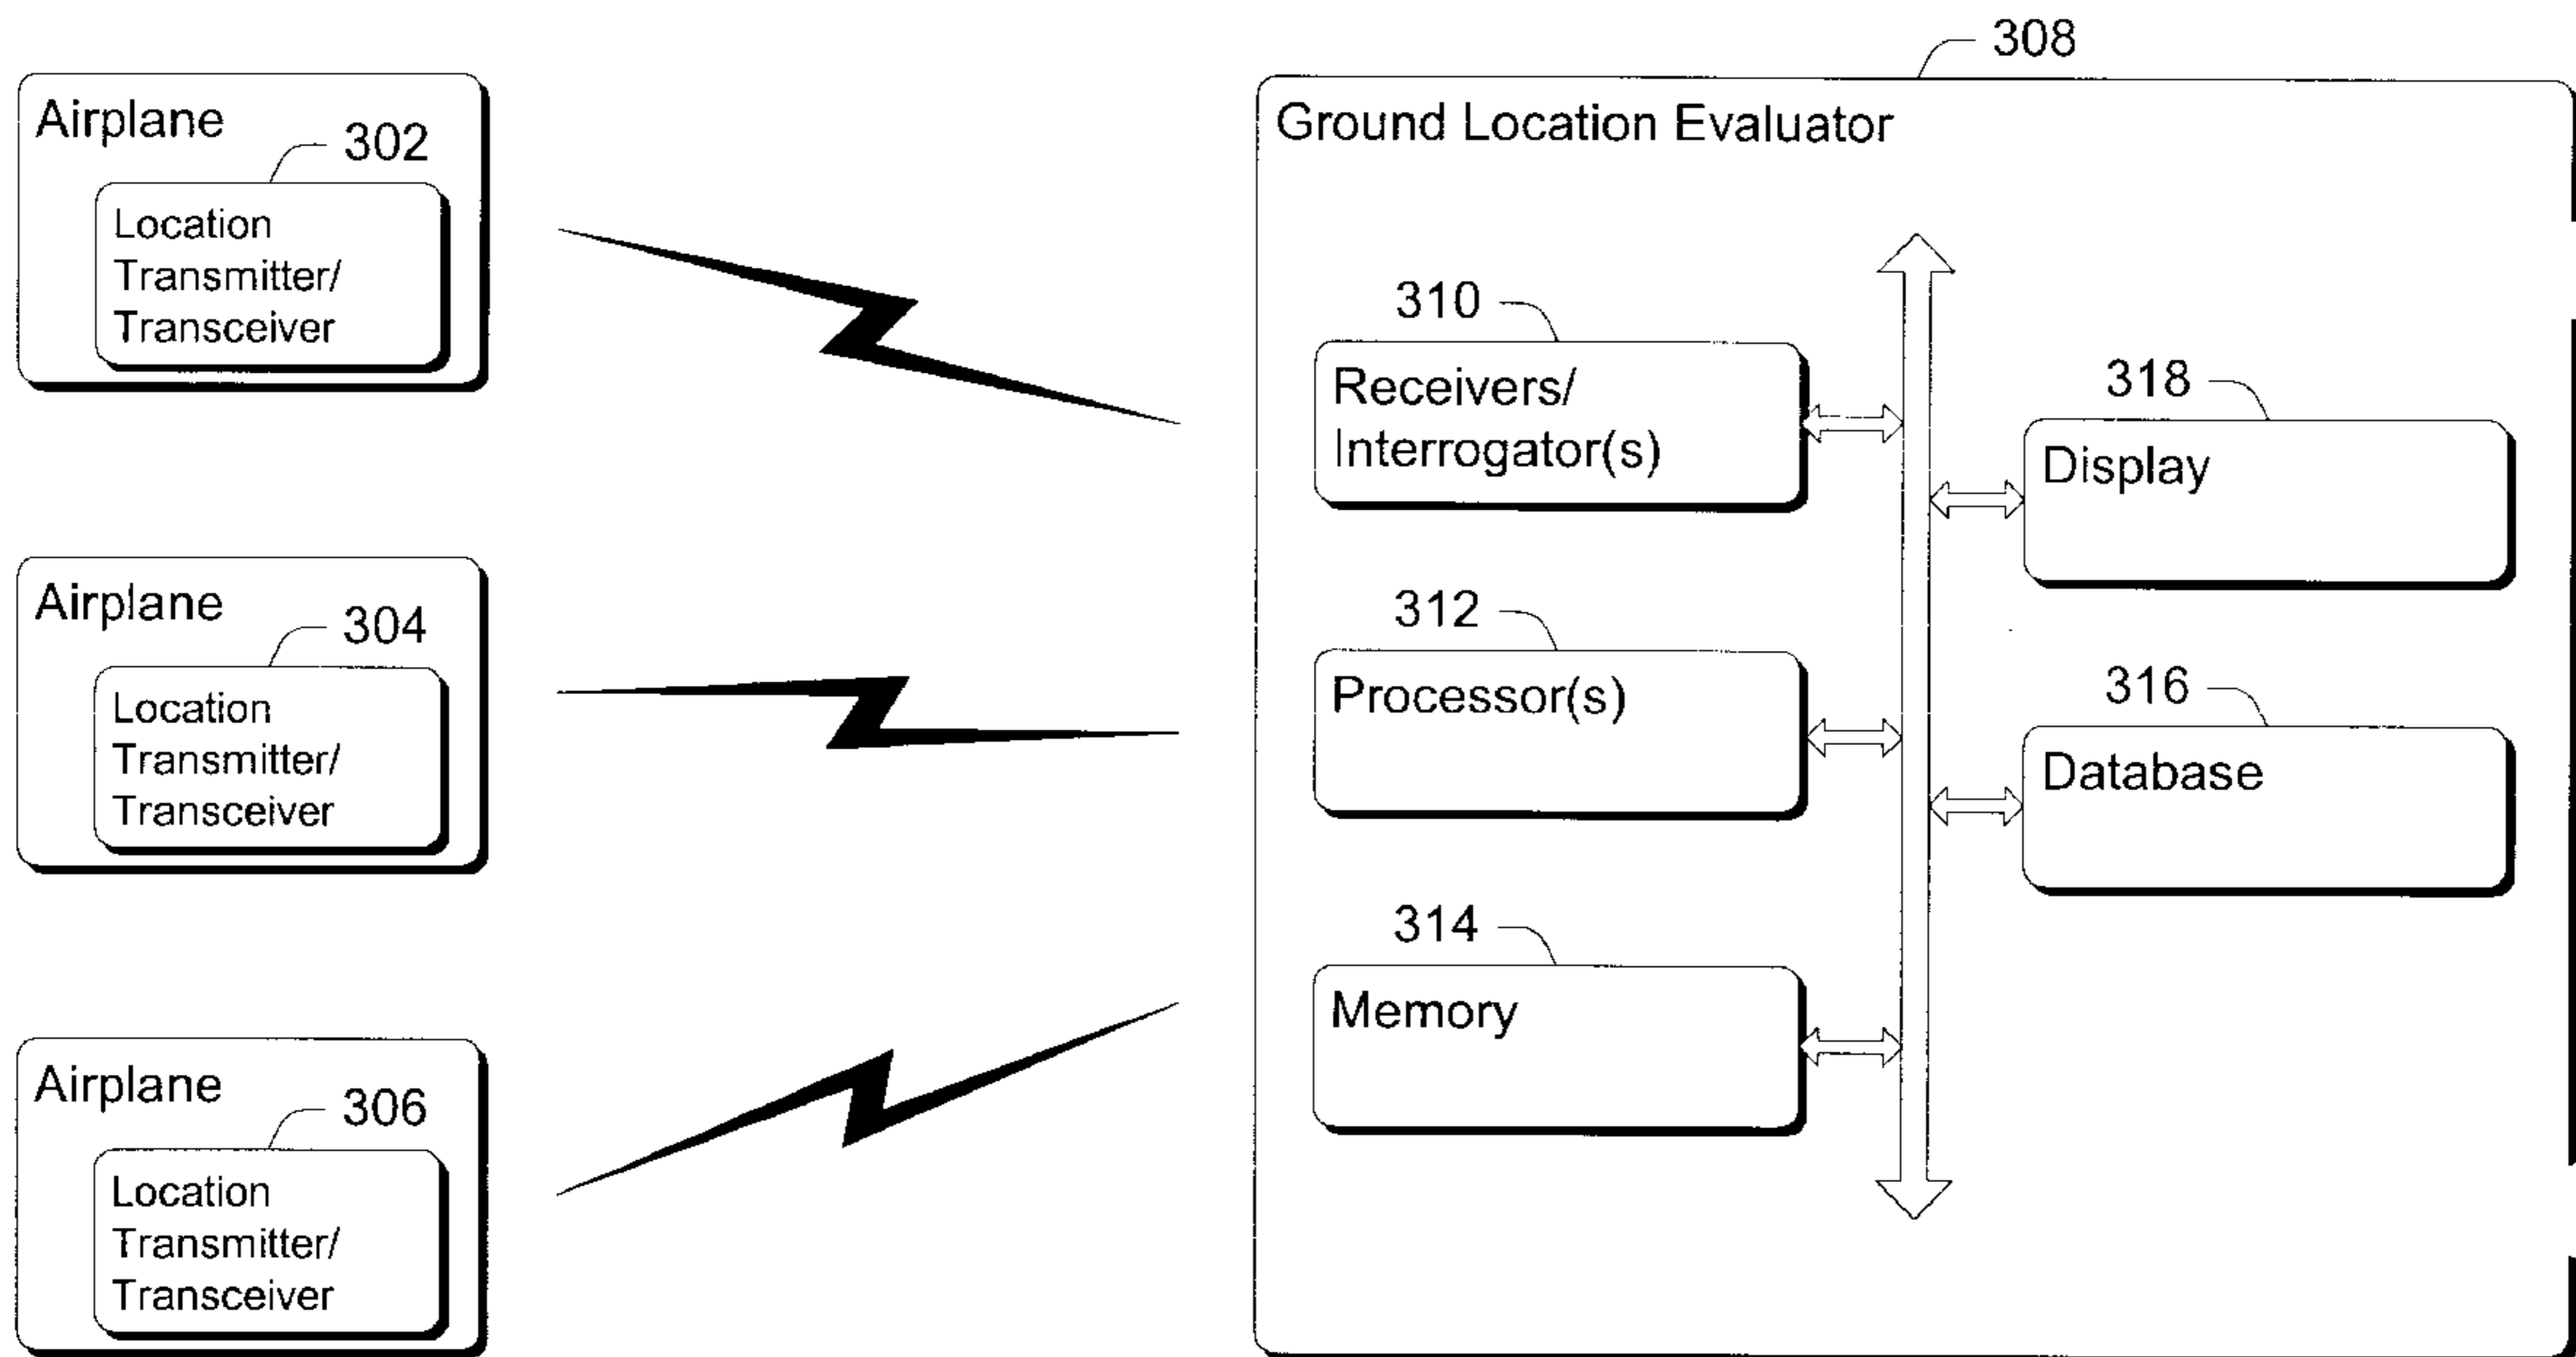 308
Airplane
302
Location
Transmitter/
Transceiver
Airplane
304
Location
Transmitter/
Transceiver
Airplane
306
Location
Transmitter/
Transceiver
Ground Location Evaluator
310
Receivers/
Interrogator(s)
312
Processor(s)
314
Memory
318
Display
316
Database